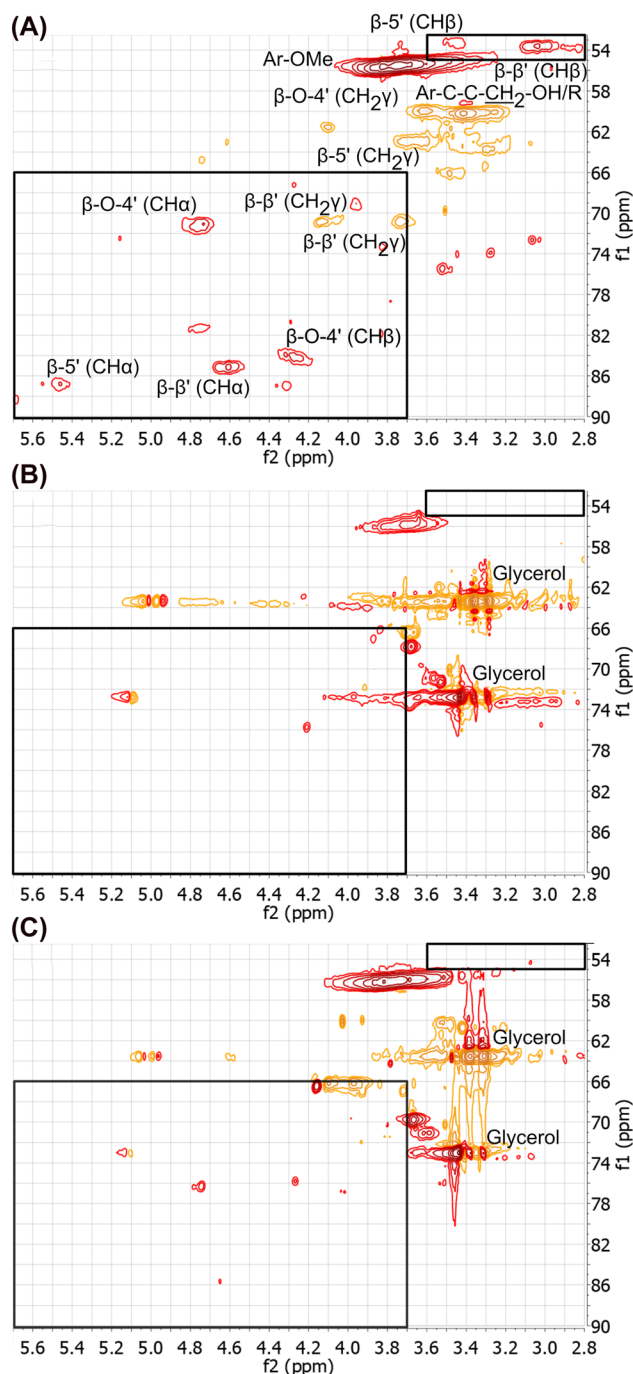 (A)
β-5' (CHβ)
Ar-OMe
β-β' (CHβ)
β-O-4' (CH₂γ)
Ar-C-C-CH₂-OH/R
β-5' (CH₂γ)
β-O-4' (CHα)
β-β' (CH₂γ)
β-β' (CH₂γ)
β-O-4' (CHβ)
β-5' (CHα)
β-β' (CHα)
54
58
62
66
70
74
78
82
86
90
f1 (ppm)
5.6 5.4 5.2 5.0 4.8 4.6 4.4 4.2 4.0 3.8 3.6 3.4 3.2 3.0 2.8
f2 (ppm)
(B)
Glycerol
Glycerol
54
58
62
66
70
74
78
82
86
90
f1 (ppm)
5.6 5.4 5.2 5.0 4.8 4.6 4.4 4.2 4.0 3.8 3.6 3.4 3.2 3.0 2.8
f2 (ppm)
(C)
Glycerol
Glycerol
54
58
62
66
70
74
78
82
86
90
f1 (ppm)
5.6 5.4 5.2 5.0 4.8 4.6 4.4 4.2 4.0 3.8 3.6 3.4 3.2 3.0 2.8
f2 (ppm)